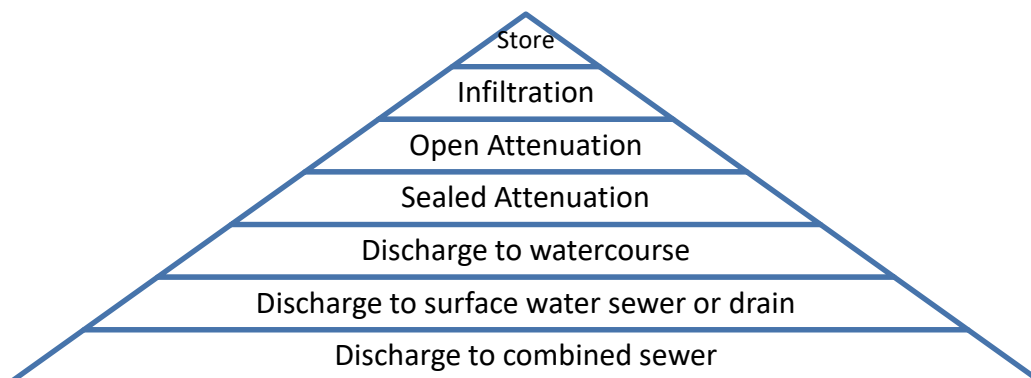 Store
Infiltration
Open Attenuation
Sealed Attenuation
Discharge to watercourse
Discharge to surface water sewer or drain
Discharge to combined sewer